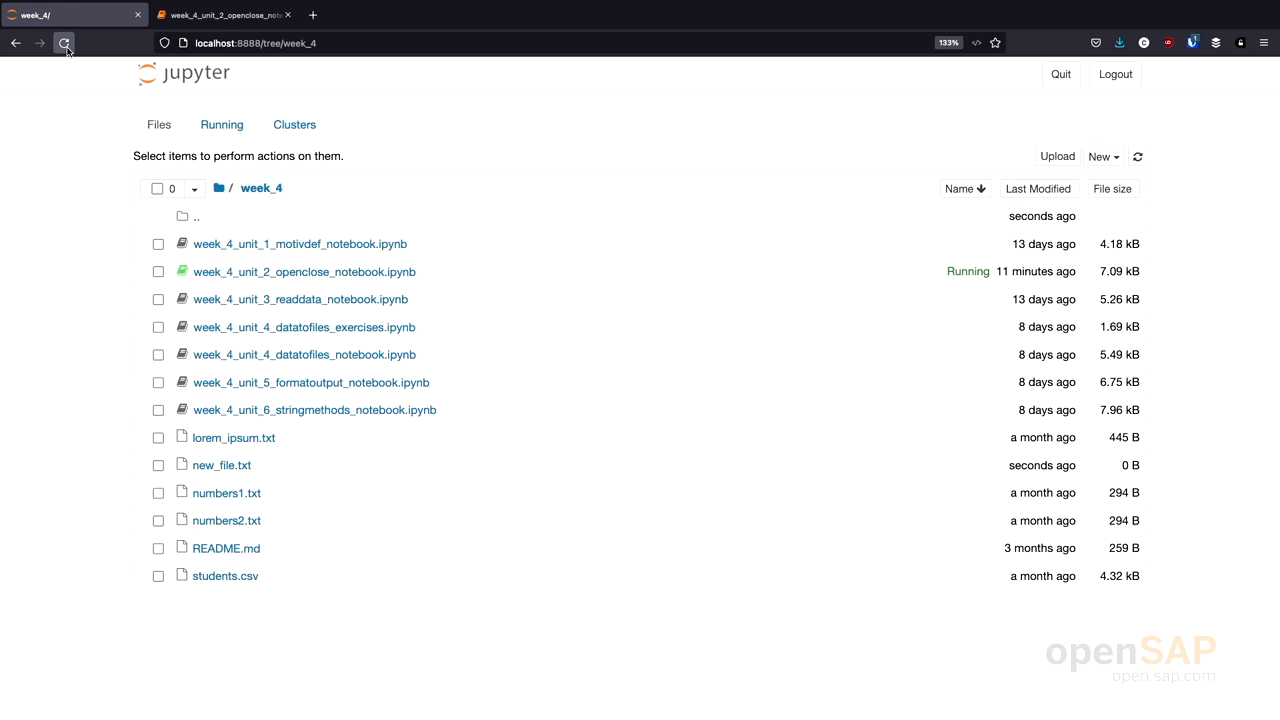 week_4/
week_4_unit_2_openclose_note
localhost:8888/tree/week_4
133%
jupyter
Quit
Logout
Files
Running
Clusters
Select items to perform actions on them.
Upload
New
0
/ week_4
Name
Last Modified
File size
..
seconds ago
week_4_unit_1_motivdef_notebook.ipynb
13 days ago
4.18 kB
week_4_unit_2_openclose_notebook.ipynb
Running
11 minutes ago
7.09 kB
week_4_unit_3_readdata_notebook.ipynb
13 days ago
5.26 kB
week_4_unit_4_datatofiles_exercises.ipynb
8 days ago
1.69 kB
week_4_unit_4_datatofiles_notebook.ipynb
8 days ago
5.49 kB
week_4_unit_5_formatoutput_notebook.ipynb
8 days ago
6.75 kB
week_4_unit_6_stringmethods_notebook.ipynb
8 days ago
7.96 kB
lorem_ipsum.txt
a month ago
445 B
new_file.txt
seconds ago
0 B
numbers1.txt
a month ago
294 B
numbers2.txt
a month ago
294 B
README.md
3 months ago
259 B
students.csv
a month ago
4.32 kB
openSAP
open.sap.com